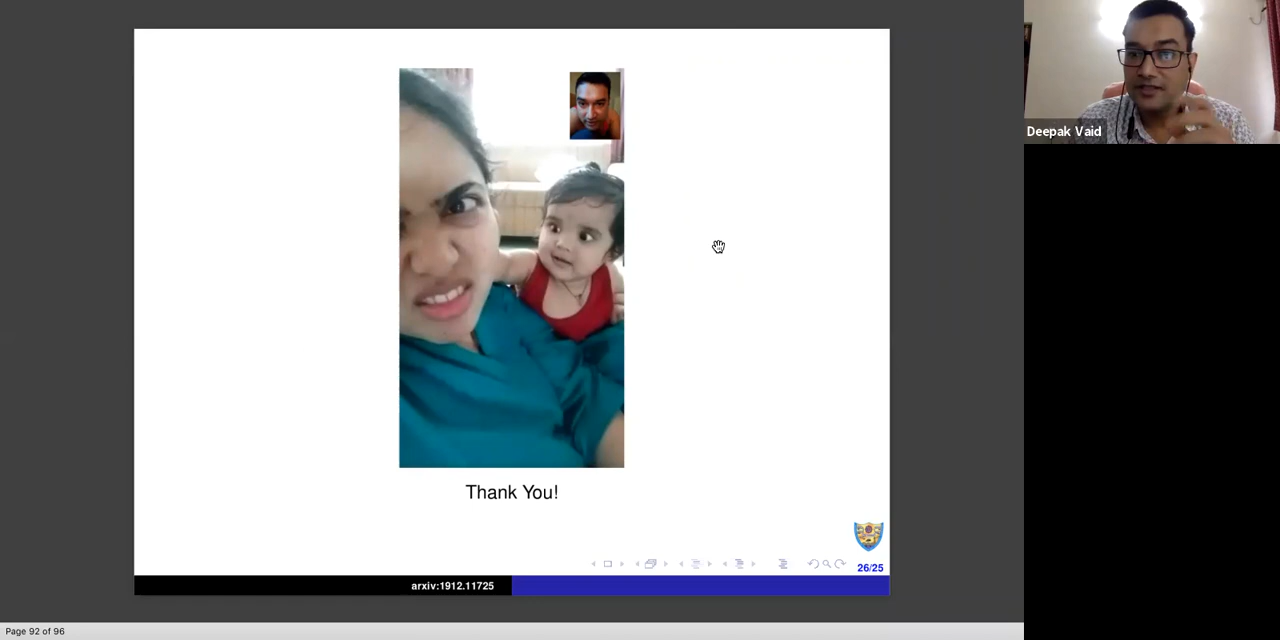 Deepak Vaid
Thank You!
26/25
arxiv:1912.11725
Page 92 of 96